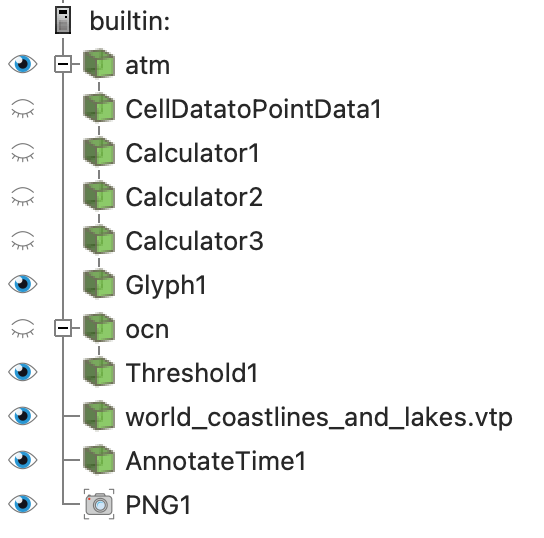 builtin:
atm
CellDatatoPointData1
Calculator1
Calculator2
Calculator3
Glyph1
ocn
Threshold1
world_coastlines_and_lakes.vtp
AnnotateTime1
PNG1